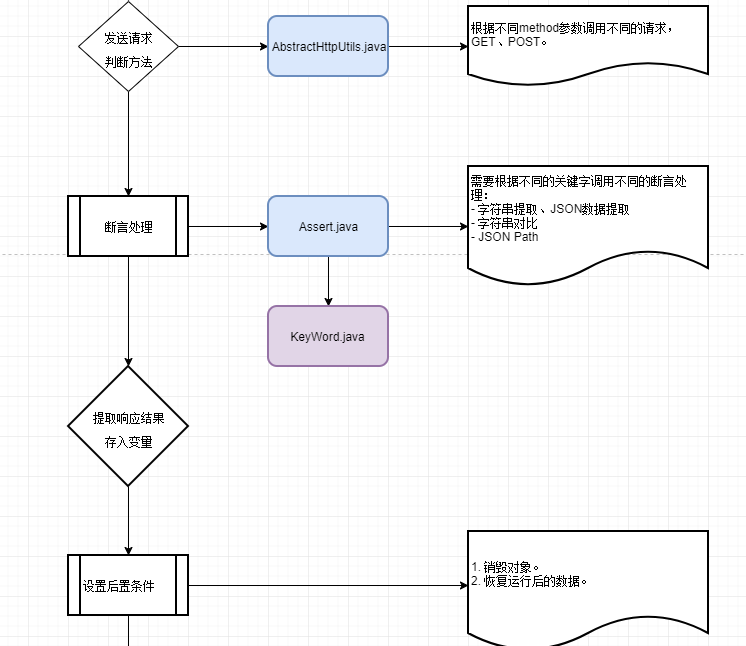 发送请求
判断方法
AbstractHttpUtils.java
根据不同method参数调用不同的请求，
GET、POST。
断言处理
Assert.java
需要根据不同的关键字调用不同的断言处
理：
- 字符串提取、JSON数据提取
- 字符串对比
- JSON Path
KeyWord.java
提取响应结果
存入变量
设置后置条件
1. 销毁对象。
2. 恢复运行后的数据。